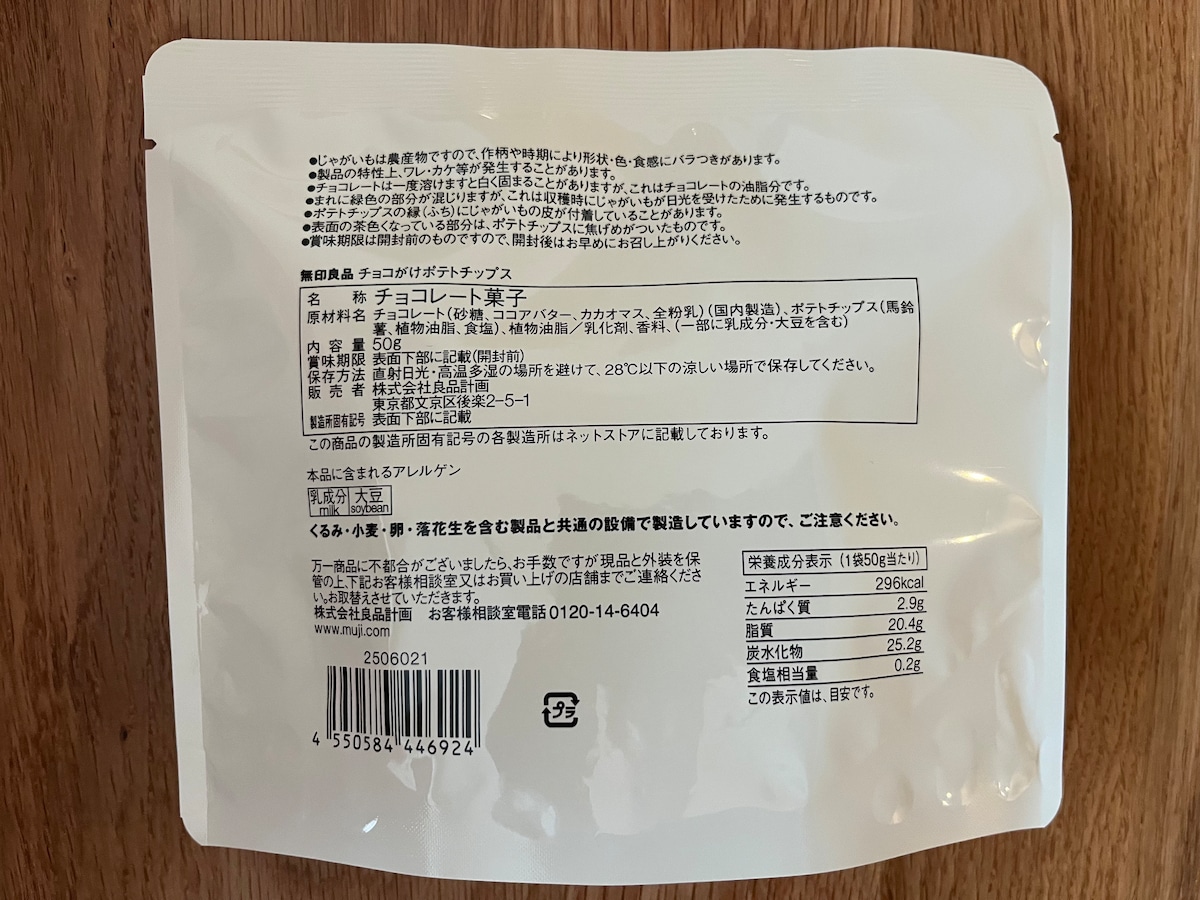 ●じゃがいもは農産物ですので、作柄や時期により形状・色・食感にバラつきがあります。
●製品の特性上、ワレ・カケ等が発生することがあります。
●チョコレートは一度溶けますと白く固まることがありますが、これはチョコレートの油脂分です。
●まれに緑色の部分が混じりますが、これは収穫時にじゃがいもが日光を受けたために発生するものです。
●ポテトチップスの縁(ふち)にじゃがいもの皮が付着していることがあります。
●表面の茶色くなっている部分は、ポテトチップスに焦げめがついたものです。
●賞味期限は開封前のものですので、開封後はお早めにお召し上がりください。
無印良品 チョコがけポテトチップス
名称 チョコレート菓子
原材料名 チョコレート(砂糖、ココアバター、カカオマス、全粉乳)(国内製造)、ポテトチップス(馬鈴
薯、植物油脂、食塩)、植物油脂/乳化剤、香料、(一部に乳成分・大豆を含む)
内容量 50g
賞味期限 表面下部に記載(開封前)
保存方法 直射日光・高温多湿の場所を避けて、28℃以下の涼しい場所で保存してください。
販売者 株式会社良品計画
東京都文京区後楽2-5-1
製造所固有記号 表面下部に記載
この商品の製造所固有記号の各製造所はネットストアに記載しております。
本品に含まれるアレルゲン
乳成分 大豆
milk soybean
くるみ・小麦・卵・落花生を含む製品と共通の設備で製造していますので、ご注意ください。
万一商品に不都合がございましたら、お手数ですが現品と外装を保
管の上、下記お客様相談室又はお買い上げの店舗までご連絡くださ
い。お取替えさせていただきます。
株式会社良品計画 お客様相談室電話 0120-14-6404
www.muji.com
2506021
4 550584 446924
プラ
栄養成分表示 (1袋50g当たり)
エネルギー 296kcal
たんぱく質 2.9g
脂質 20.4g
炭水化物 25.2g
食塩相当量 0.2g
この表示値は、目安です。